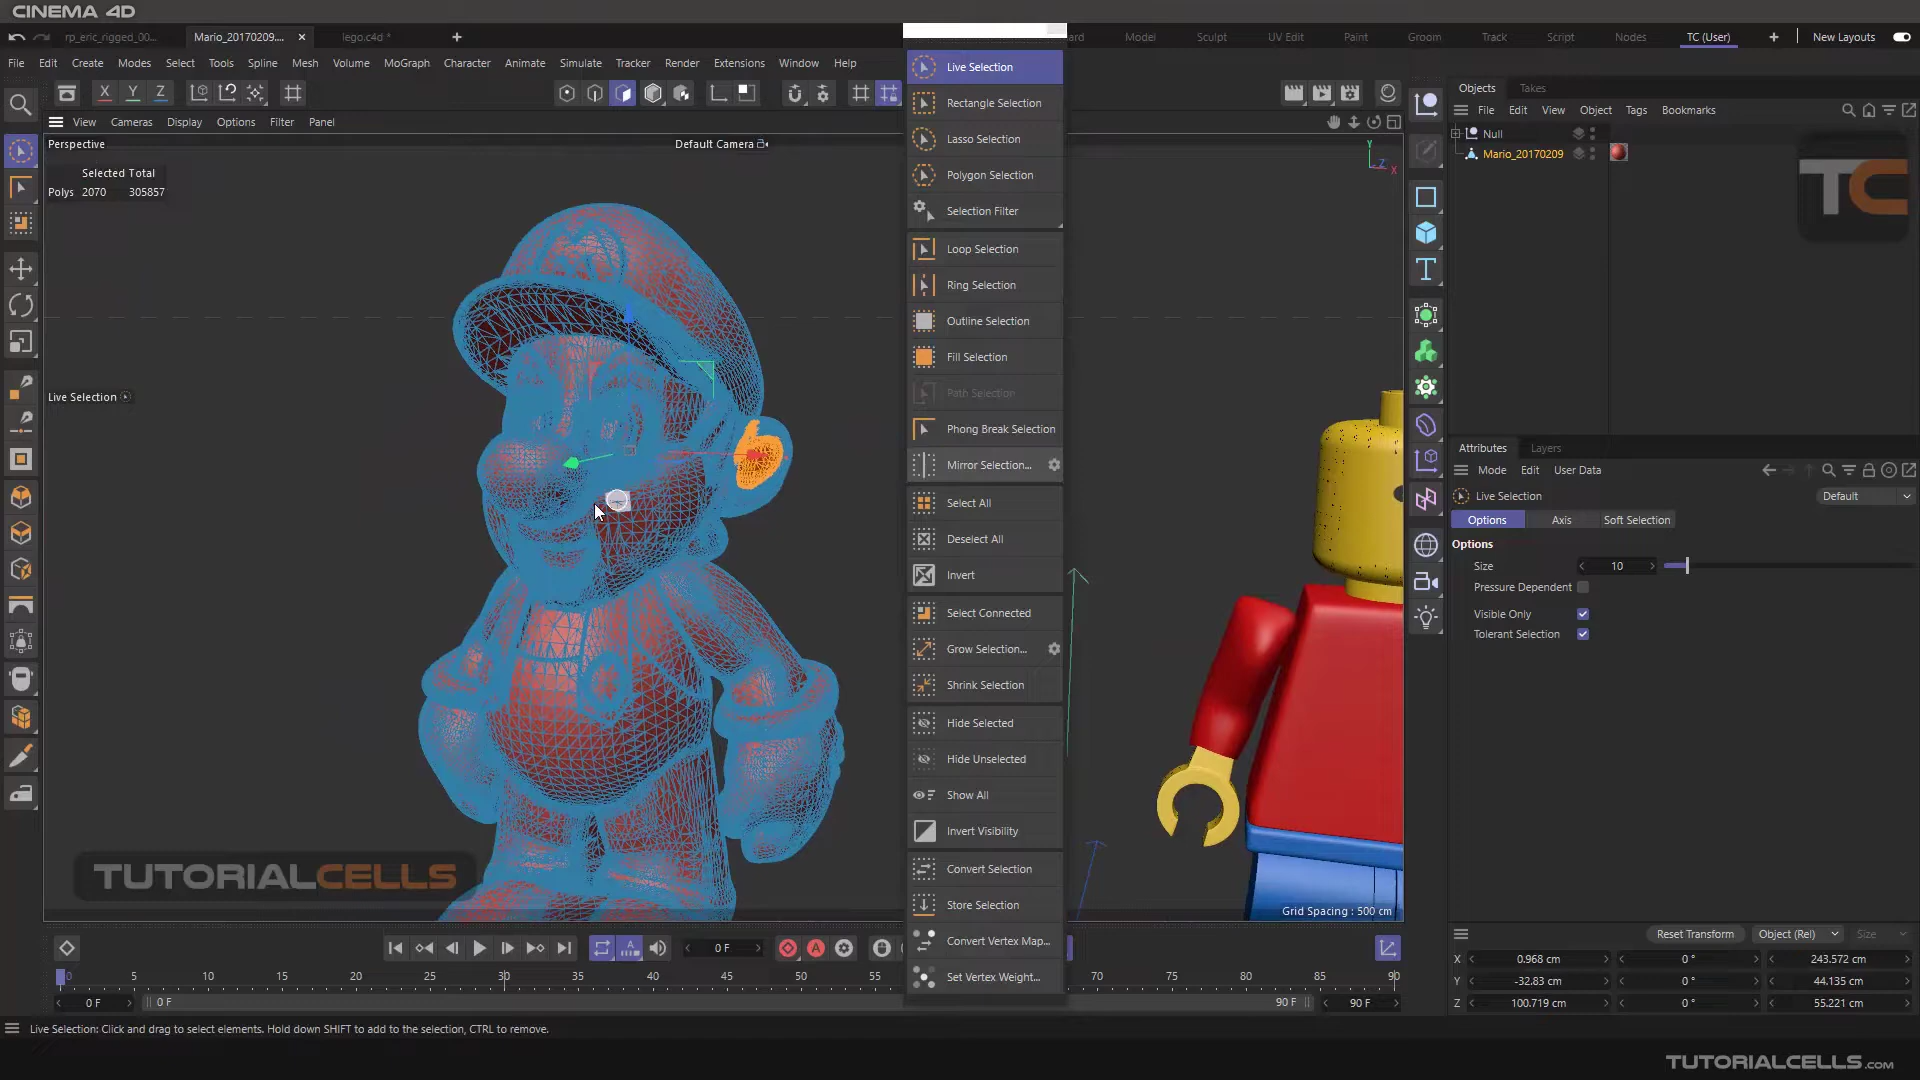 CINEMA 4D
rp_eric_rigged_00...
Mario_20170209....
lego.c4d *
Model
Sculpt
UV Edit
Paint
Groom
Track
Script
Nodes
TC (User)
New Layouts
File Edit Create Modes Select Tools Spline Mesh Volume MoGraph Character Animate Simulate Tracker Render Extensions Window Help
X Y Z
View Cameras Display Options Filter Panel
Perspective
Default Camera
Selected Total
Polys 2070 305857
Live Selection
Live Selection
Rectangle Selection
Lasso Selection
Polygon Selection
Selection Filter
Loop Selection
Ring Selection
Outline Selection
Fill Selection
Path Selection
Phong Break Selection
Mirror Selection...
Select All
Deselect All
Invert
Select Connected
Grow Selection...
Shrink Selection
Hide Selected
Hide Unselected
Show All
Invert Visibility
Convert Selection
Store Selection
Convert Vertex Map...
Set Vertex Weight...
Y
Z
X
Grid Spacing : 500 cm
TUTORIALCELLS
Objects Takes
File Edit View Object Tags Bookmarks
Null
Mario_20170209
TC
Attributes Layers
Mode Edit User Data
Live Selection
Default
Options Axis Soft Selection
Options
Size 10
Pressure Dependent
Visible Only
Tolerant Selection
Reset Transform Object (Rel) Size
X 0.968 cm 0 ° 243.572 cm
Y -32.83 cm 0 ° 44.135 cm
Z 100.719 cm 0 ° 55.221 cm
0 F
0 5 10 15 20 25 30 35 40 45 50 55 70 75 80 85 90
0 F 0 F 90 F 90 F
Live Selection: Click and drag to select elements. Hold down SHIFT to add to the selection, CTRL to remove.
TUTORIALCELLS.com